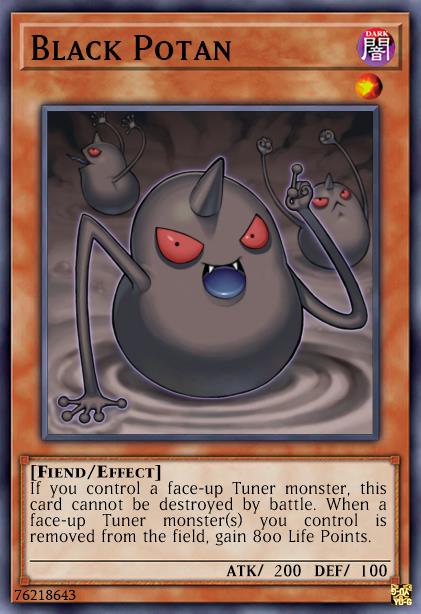 Black Potan
DARK
闇
[Fiend/Effect]
If you control a face-up Tuner monster, this
card cannot be destroyed by battle. When a
face-up Tuner monster(s) you control is
removed from the field, gain 800 Life Points.
ATK/ 200 DEF/ 100
76218643